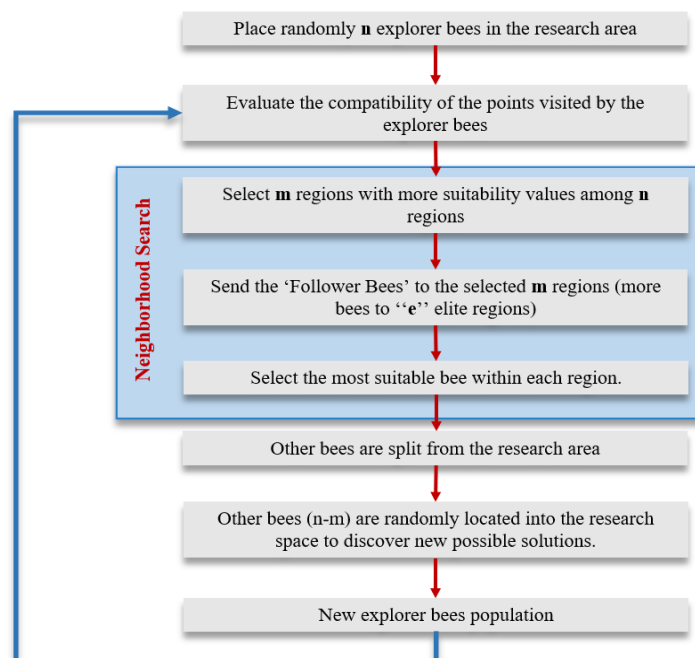 Place randomly n explorer bees in the research area
Evaluate the compatibility of the points visited by the
explorer bees
Neighborhood Search
Select m regions with more suitability values among n
regions
Send the ‘Follower Bees’ to the selected m regions (more
bees to ‘‘e’’ elite regions)
Select the most suitable bee within each region.
Other bees are split from the research area
Other bees (n-m) are randomly located into the research
space to discover new possible solutions.
New explorer bees population